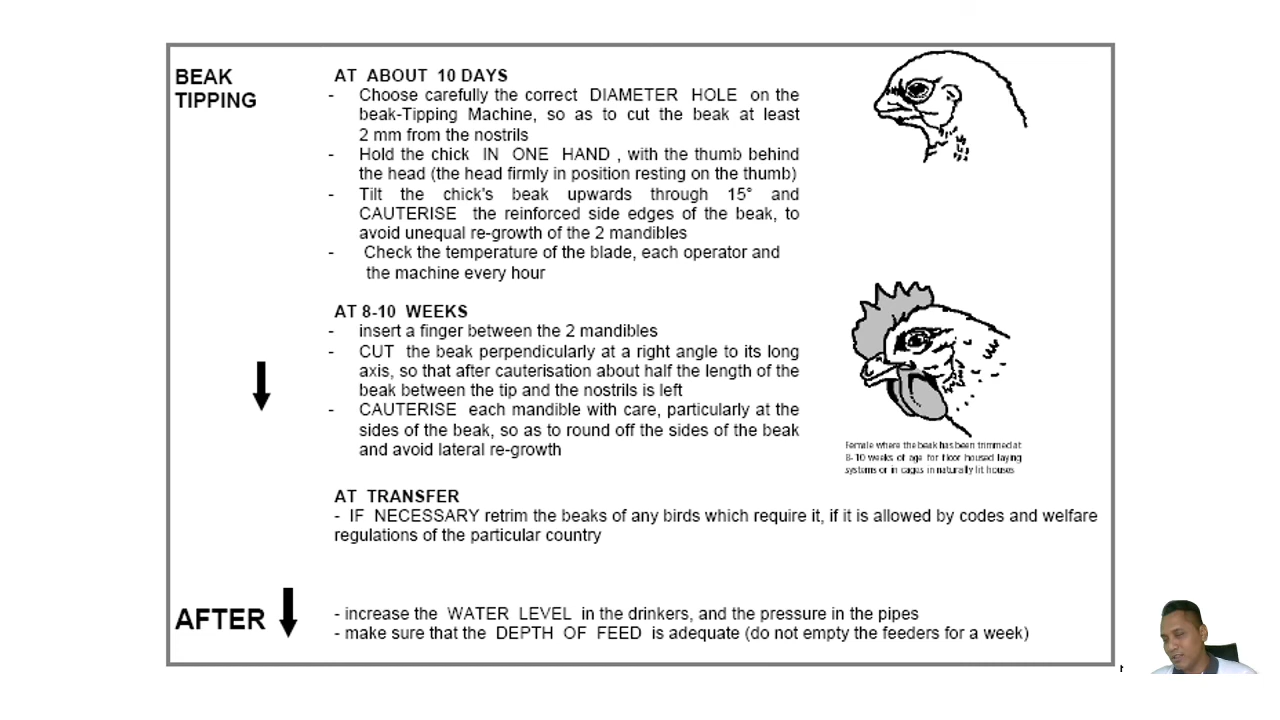 BEAK
TIPPING
AT ABOUT 10 DAYS
- Choose carefully the correct DIAMETER HOLE on the
beak-Tipping Machine, so as to cut the beak at least
2 mm from the nostrils
- Hold the chick IN ONE HAND , with the thumb behind
the head (the head firmly in position resting on the thumb)
- Tilt the chick's beak upwards through 15° and
CAUTERISE the reinforced side edges of the beak, to
avoid unequal re-growth of the 2 mandibles
- Check the temperature of the blade, each operator and
the machine every hour
AT 8-10 WEEKS
- insert a finger between the 2 mandibles
- CUT the beak perpendicularly at a right angle to its long
axis, so that after cauterisation about half the length of the
beak between the tip and the nostrils is left
- CAUTERISE each mandible with care, particularly at the
sides of the beak, so as to round off the sides of the beak
and avoid lateral re-growth
Female where the beak has been trimmed at
8-10 weeks of age for floor housed laying
systems or in cages in naturally lit houses
AT TRANSFER
- IF NECESSARY retrim the beaks of any birds which require it, if it is allowed by codes and welfare
regulations of the particular country
AFTER
- increase the WATER LEVEL in the drinkers, and the pressure in the pipes
- make sure that the DEPTH OF FEED is adequate (do not empty the feeders for a week)